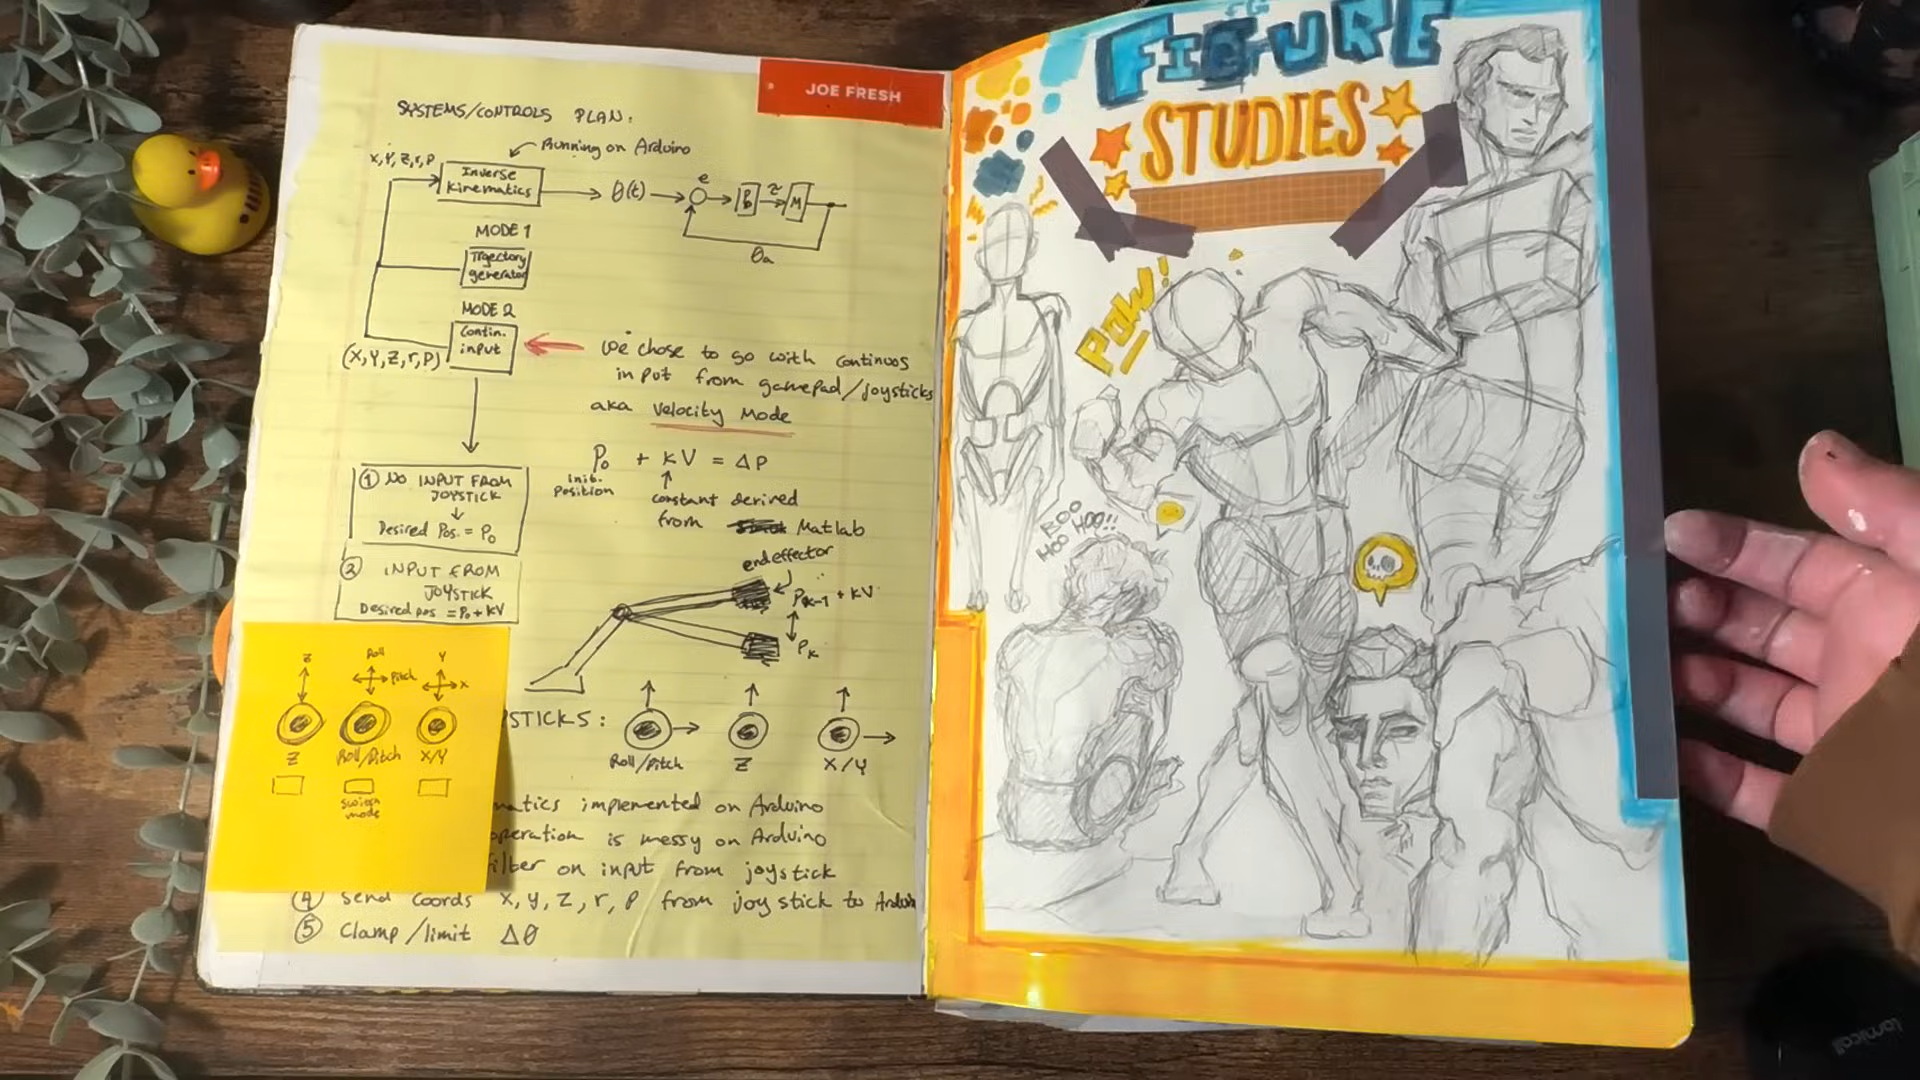 JOE FRESH
SYSTEMS/CONTROLS PLAN:
Running on Arduino
X, Y, Z, r, p
Inverse
Kinematics
θ(t)
e
M
θa
MODE 1
Trajectory
generator
MODE 2
Contin.
input
(X, Y, Z, r, P)
We chose to go with continuos
input from gamepad/joysticks
aka Velocity Mode
P₀ + KV = ΔP
Init.
Position
constant derived
from Matlab
① NO INPUT FROM
JOYSTICK
Desired Pos. = P₀
② INPUT FROM
JOYSTICK
Desired pos = P₀ + KV
end effector
Pk-1 + KV
Pk
Z
Roll
Pitch
Y
X
Z
Roll/Pitch
X/Y
switch
mode
STICKS:
Roll/Pitch
Z
X/Y
matics implemented on Arduino
operation is messy on Arduino
filter on input from joystick
④ Send Coords X, Y, Z, r, P from joystick to Arduino
⑤ Clamp/limit Δθ
FIGURE
STUDIES
POW!
BOO
HOO HOO!!